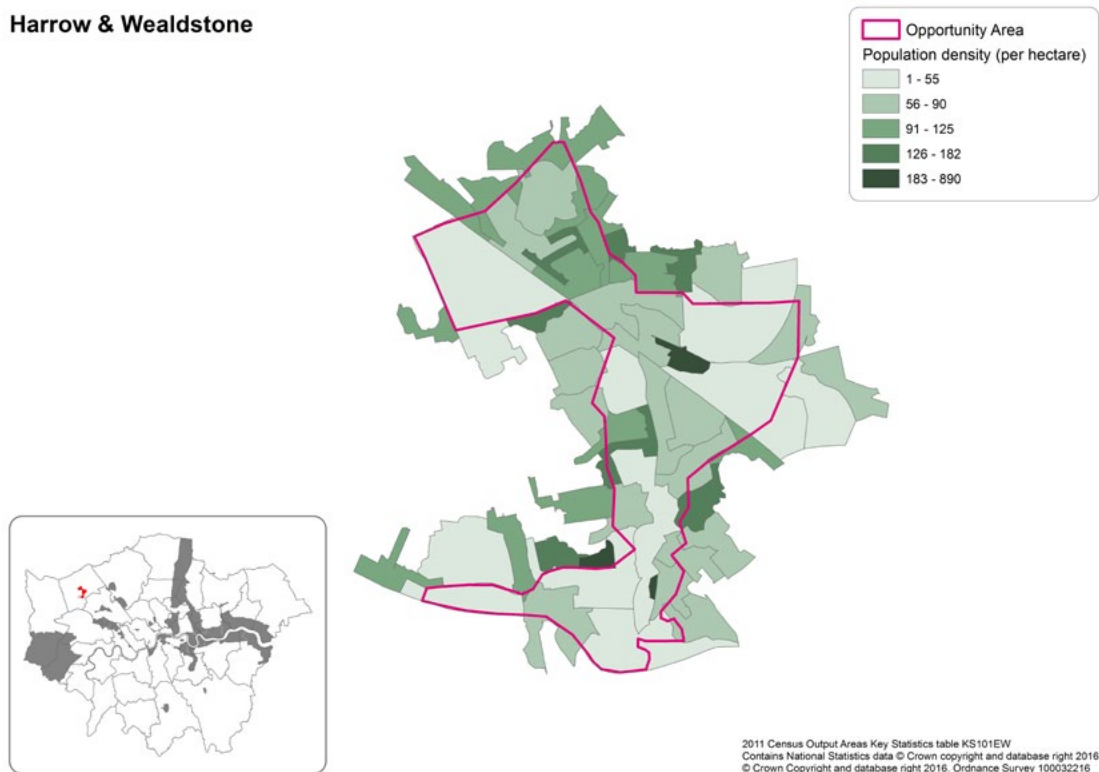 Harrow & Wealdstone
Opportunity Area
Population density (per hectare)
1 - 55
56 - 90
91 - 125
126 - 182
183 - 890
2011 Census Output Areas Key Statistics table KS101EW
Contains National Statistics data © Crown copyright and database right 2016
© Crown Copyright and database right 2016. Ordnance Survey 100032216